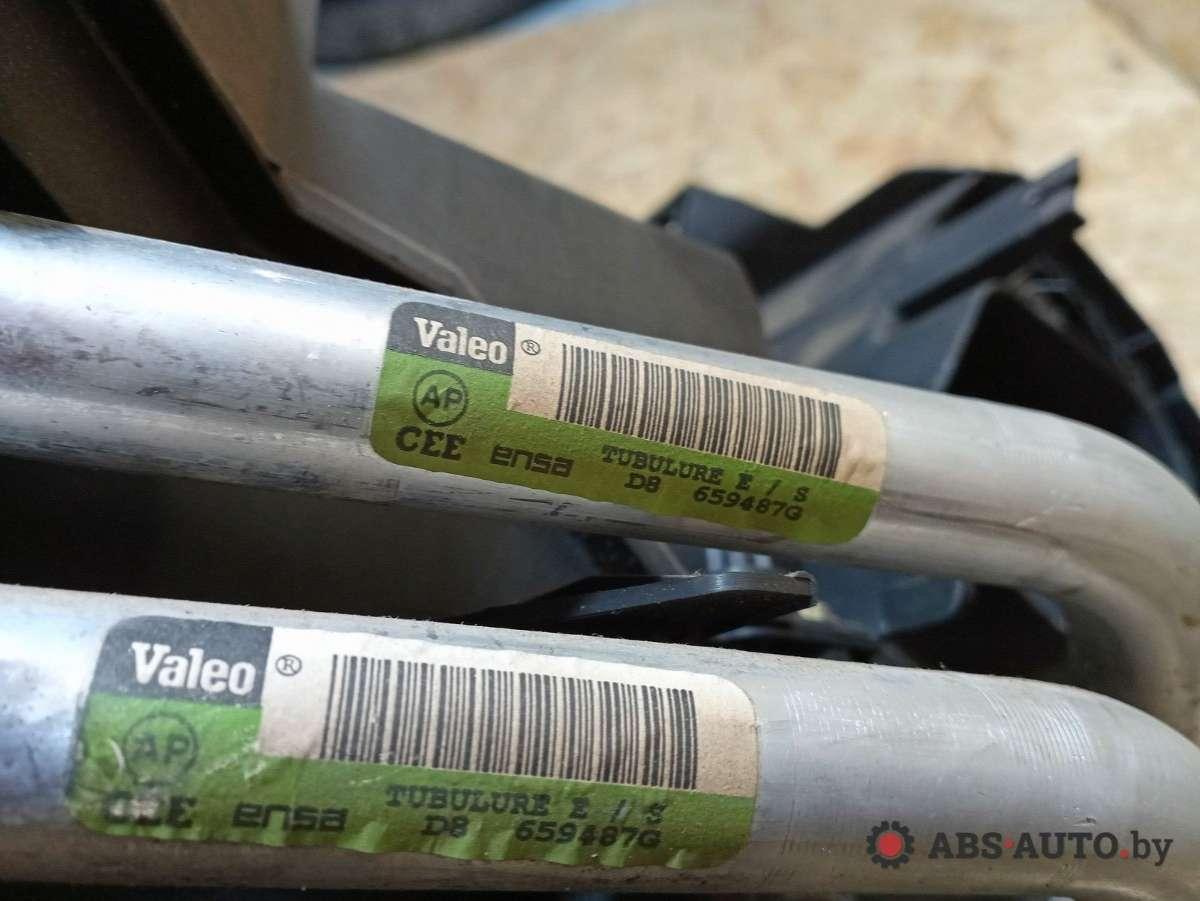 Valeo ®
AP
CEE ensa TUBULURE E / S
D8 659487G
Valeo ®
AP
CEE ensa TUBULURE E / S
D8 659487G
ABS-AUTO.by